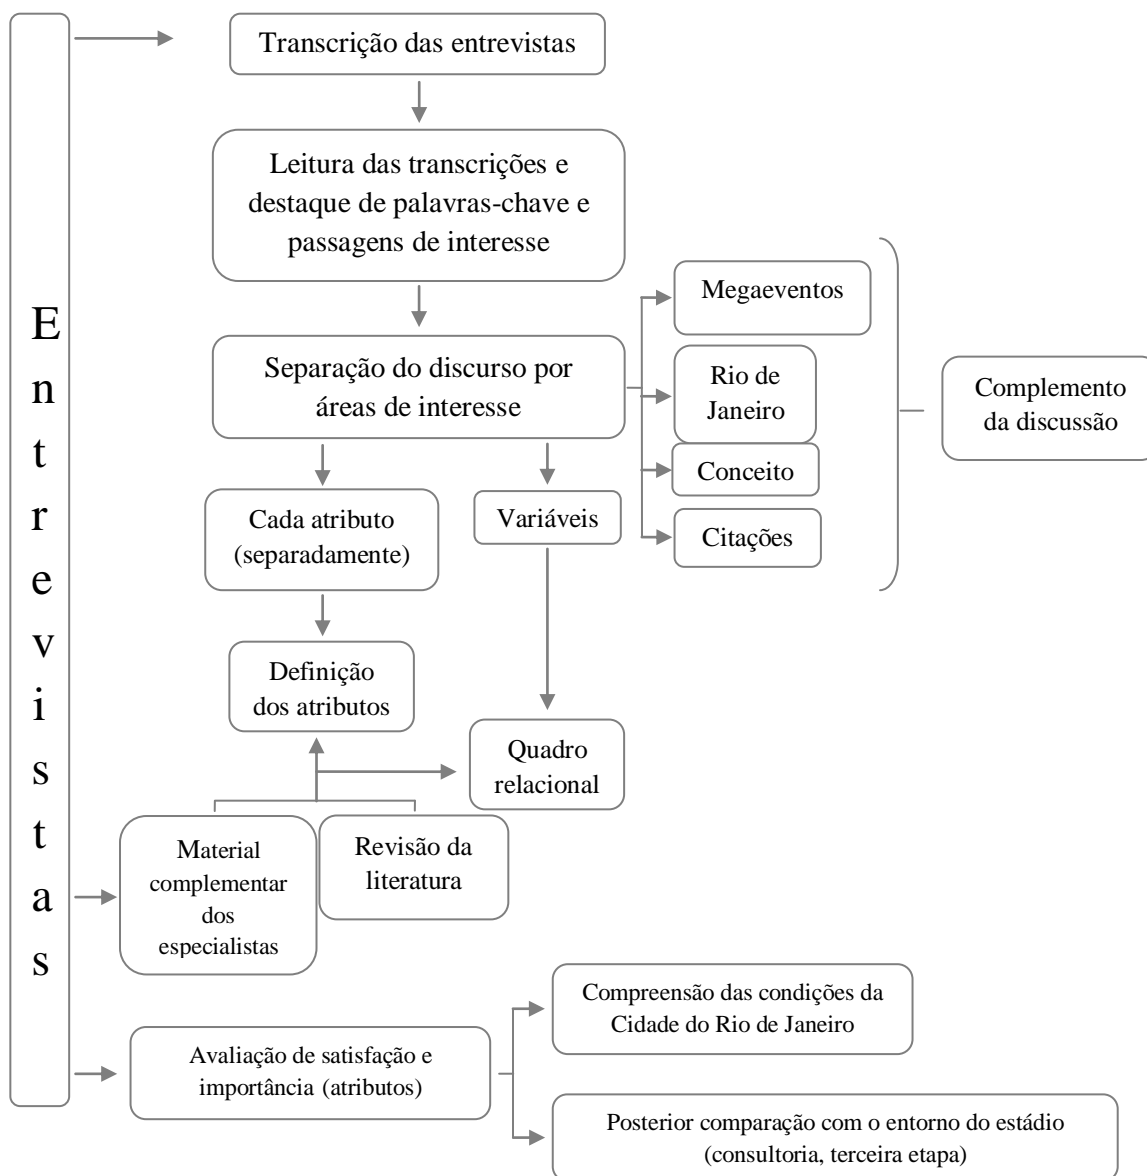 Entrevistas
Transcrição das entrevistas
Leitura das transcrições e
destaque de palavras-chave e
passagens de interesse
Separação do discurso por
áreas de interesse
Megaeventos
Rio de
Janeiro
Conceito
Citações
Complemento
da discussão
Cada atributo
(separadamente)
Variáveis
Definição
dos atributos
Quadro
relacional
Material
complementar
dos
especialistas
Revisão da
literatura
Avaliação de satisfação e
importância (atributos)
Compreensão das condições da
Cidade do Rio de Janeiro
Posterior comparação com o entorno do estádio
(consultoria, terceira etapa)